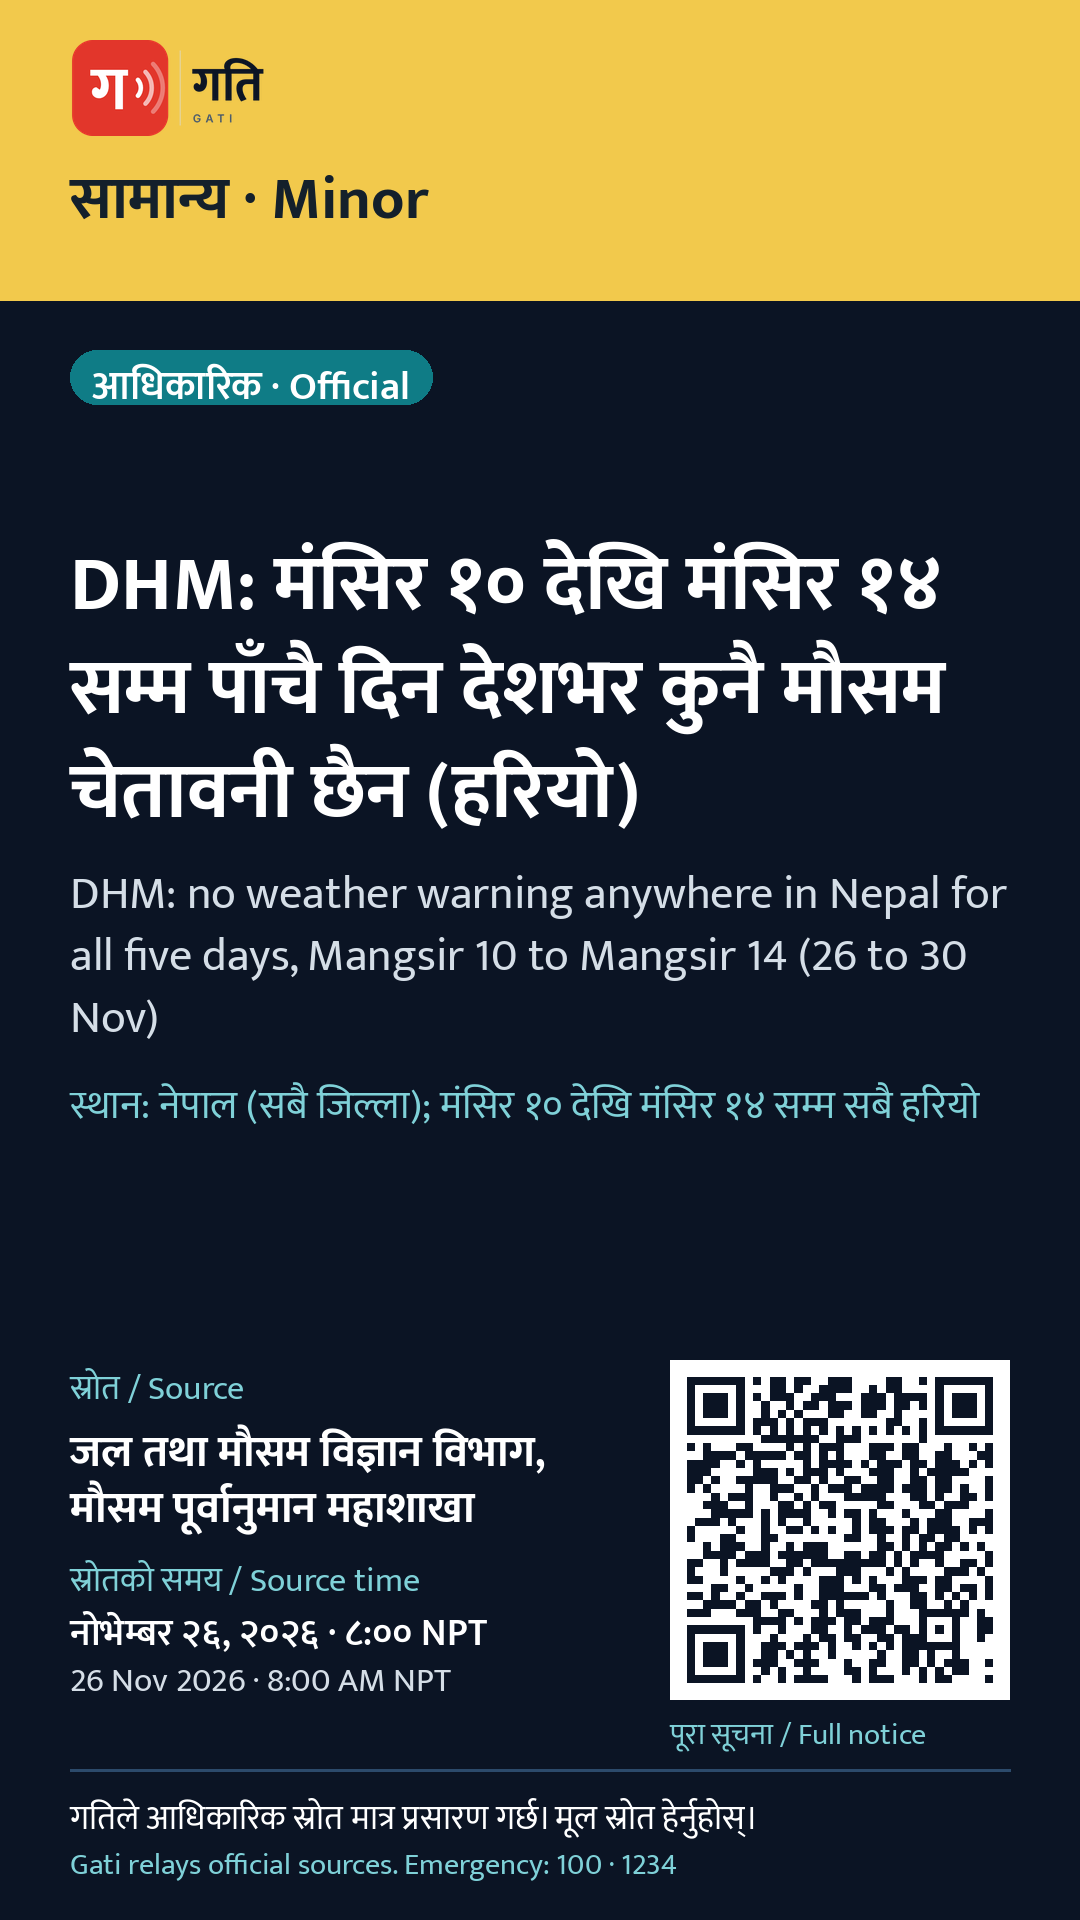 ग
गति
GATI
सामान्य · Minor
आधिकारिक · Official
DHM: मंसिर १० देखि मंसिर १४
सम्म पाँचै दिन देशभर कुनै मौसम
चेतावनी छैन (हरियो)
DHM: no weather warning anywhere in Nepal for
all five days, Mangsir 10 to Mangsir 14 (26 to 30
Nov)
स्थान: नेपाल (सबै जिल्ला); मंसिर १० देखि मंसिर १४ सम्म सबै हरियो
स्रोत / Source
जल तथा मौसम विज्ञान विभाग,
मौसम पूर्वानुमान महाशाखा
स्रोतको समय / Source time
नोभेम्बर २६, २०२६ · ८:०० NPT
26 Nov 2026 · 8:00 AM NPT
पूरा सूचना / Full notice
गतिले आधिकारिक स्रोत मात्र प्रसारण गर्छ। मूल स्रोत हेर्नुहोस्।
Gati relays official sources. Emergency: 100 · 1234